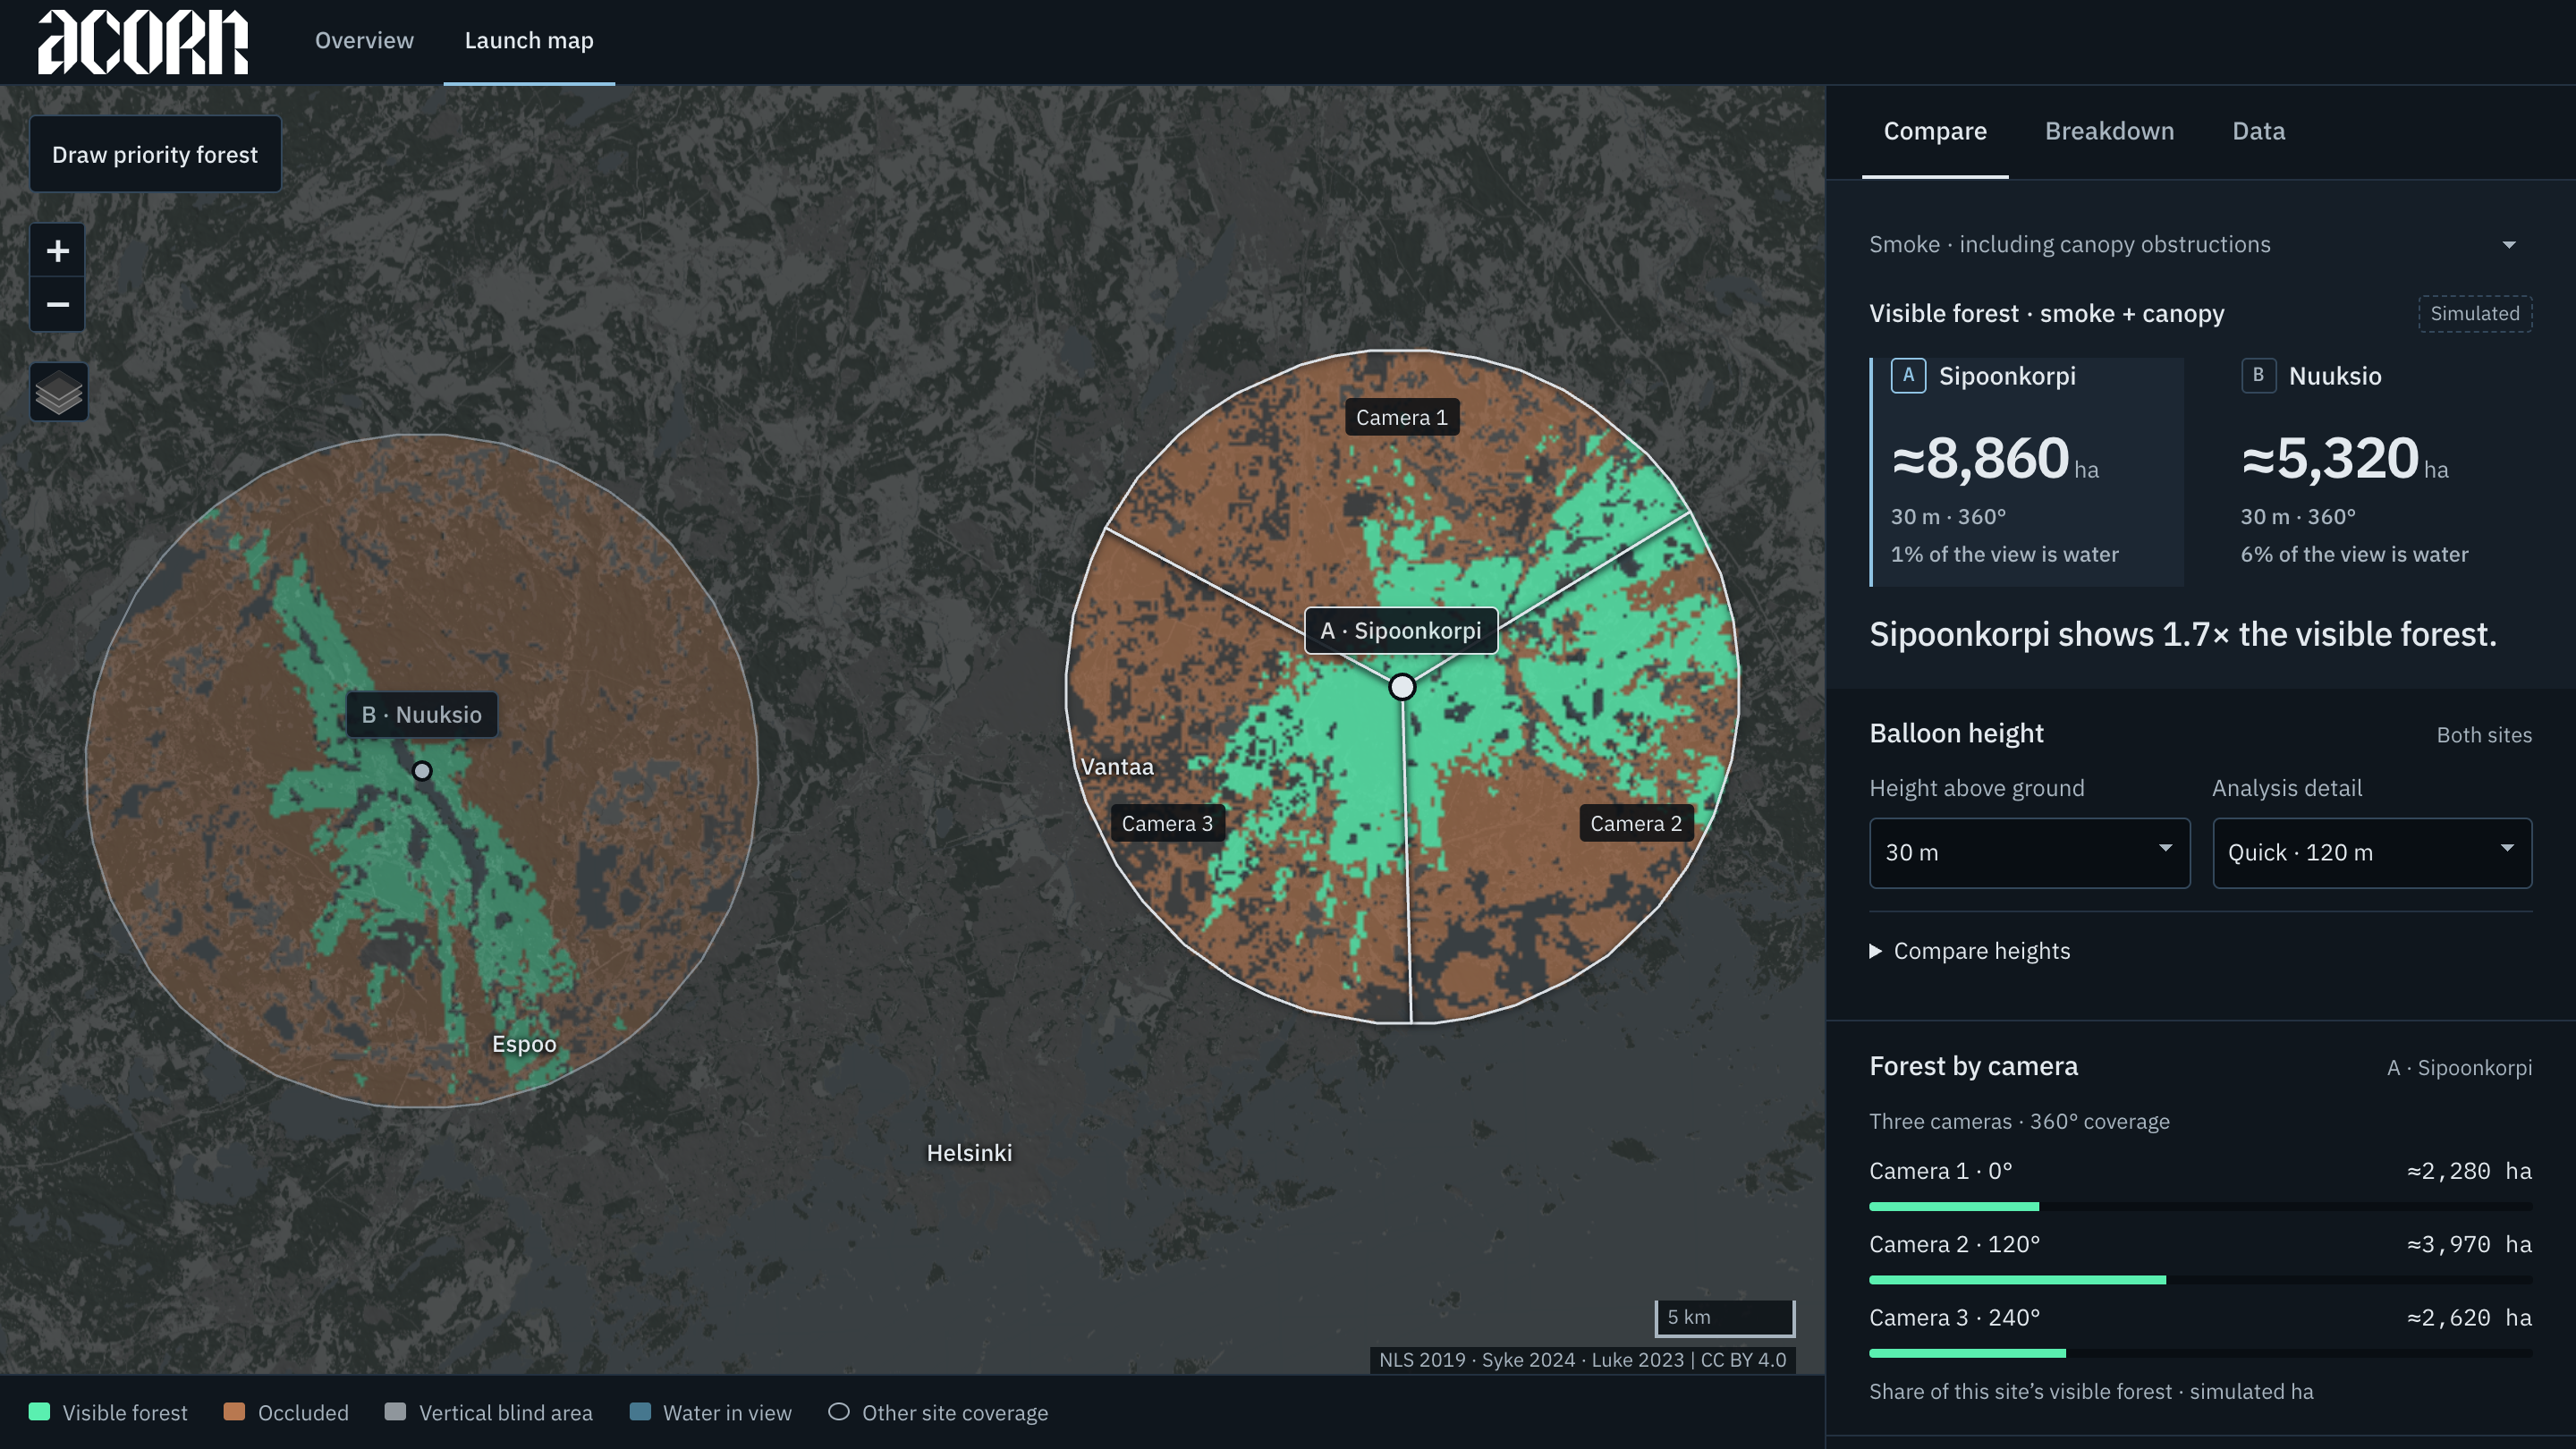 acorn
Overview
Launch map
Draw priority forest
+
−
Camera 1
A · Sipoonkorpi
B · Nuuksio
Vantaa
Camera 3
Camera 2
Espoo
Helsinki
5 km
NLS 2019 · Syke 2024 · Luke 2023 | CC BY 4.0
Visible forest
Occluded
Vertical blind area
Water in view
Other site coverage
Compare
Breakdown
Data
Smoke · including canopy obstructions
Visible forest · smoke + canopy
Simulated
A Sipoonkorpi
≈8,860 ha
30 m · 360°
1% of the view is water
B Nuuksio
≈5,320 ha
30 m · 360°
6% of the view is water
Sipoonkorpi shows 1.7× the visible forest.
Balloon height
Both sites
Height above ground
Analysis detail
30 m
Quick · 120 m
Compare heights
Forest by camera
A · Sipoonkorpi
Three cameras · 360° coverage
Camera 1 · 0°
≈2,280 ha
Camera 2 · 120°
≈3,970 ha
Camera 3 · 240°
≈2,620 ha
Share of this site’s visible forest · simulated ha